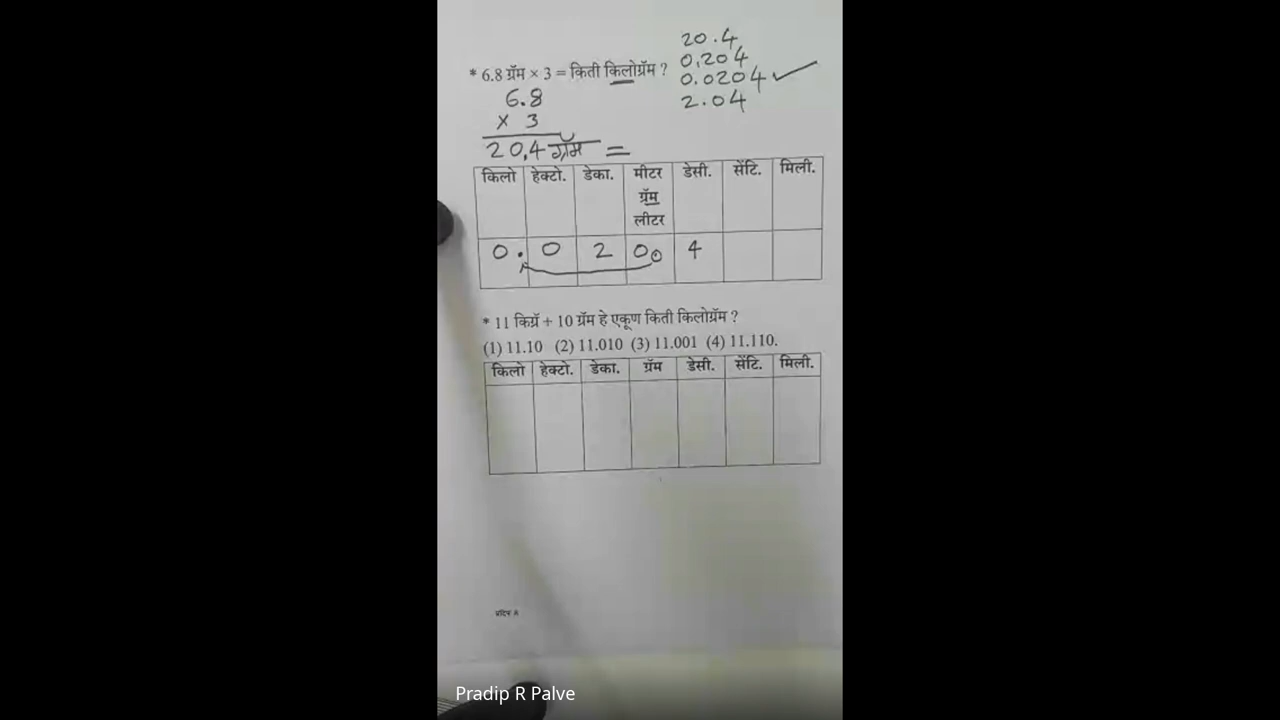 20.4
0.204
* 6.8 ग्रॅम × 3 = किती किलोग्रॅम ?
0.0204 ✓
6.8
2.04
× 3
20.4 ग्रॅम =
किलो हेक्टो. डेका. मीटर ग्रॅम लीटर डेसी. सेंटि. मिली.
0. 0 2 0. 4
* 11 किग्रॅ + 10 ग्रॅम हे एकूण किती किलोग्रॅम ?
(1) 11.10 (2) 11.010 (3) 11.001 (4) 11.110.
किलो हेक्टो. डेका. ग्रॅम डेसी. सेंटि. मिली.
Pradip R Palve